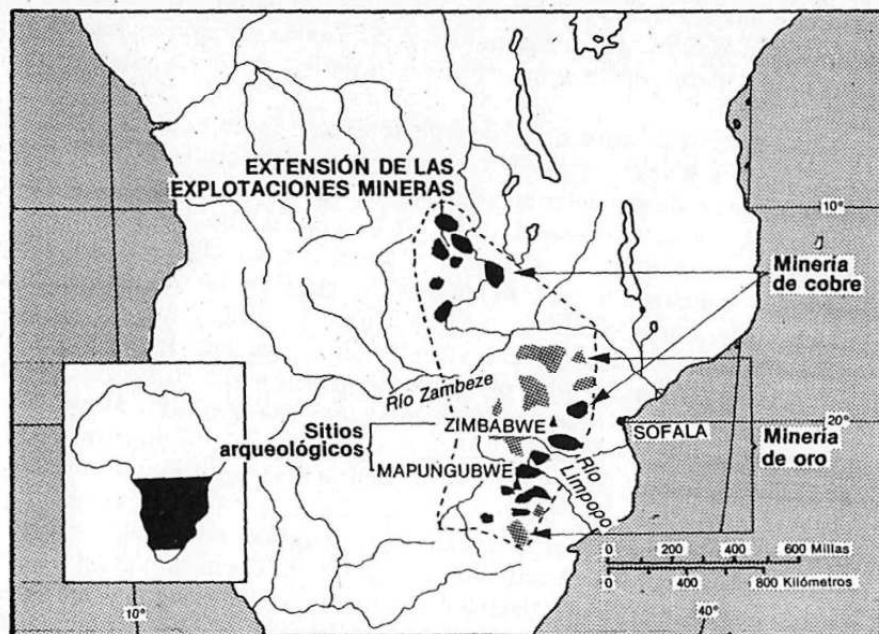 EXTENSIÓN DE LAS
EXPLOTACIONES MINERAS
10°
Minería
de cobre
Río Zambeze
Sitios
arqueológicos
ZIMBABWE
MAPUNGUBWE
20°
SOFALA
Minería
de oro
Río
Limpopo
0 200 400 600 Millas
0 400 800 Kilómetros
10°
40°